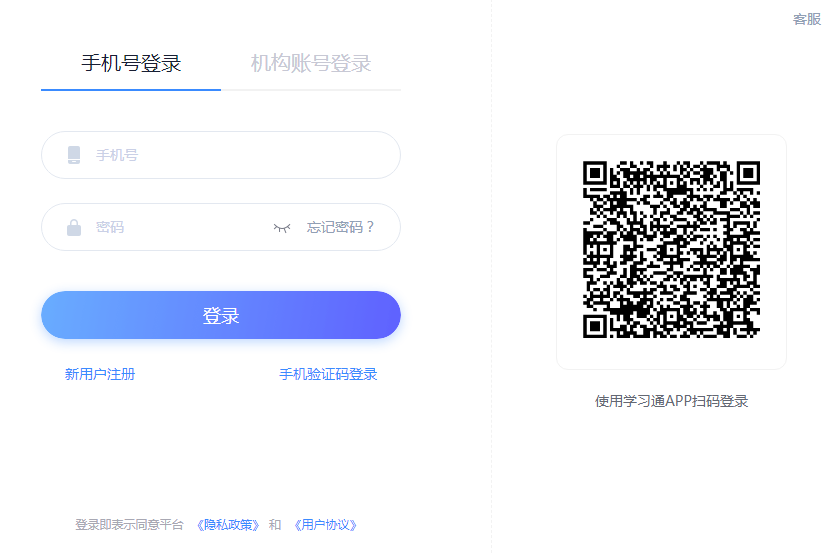 客服
手机号登录 机构账号登录
手机号
密码 忘记密码？
登录
新用户注册 手机验证码登录
使用学习通APP扫码登录
登录即表示同意平台 《隐私政策》 和 《用户协议》